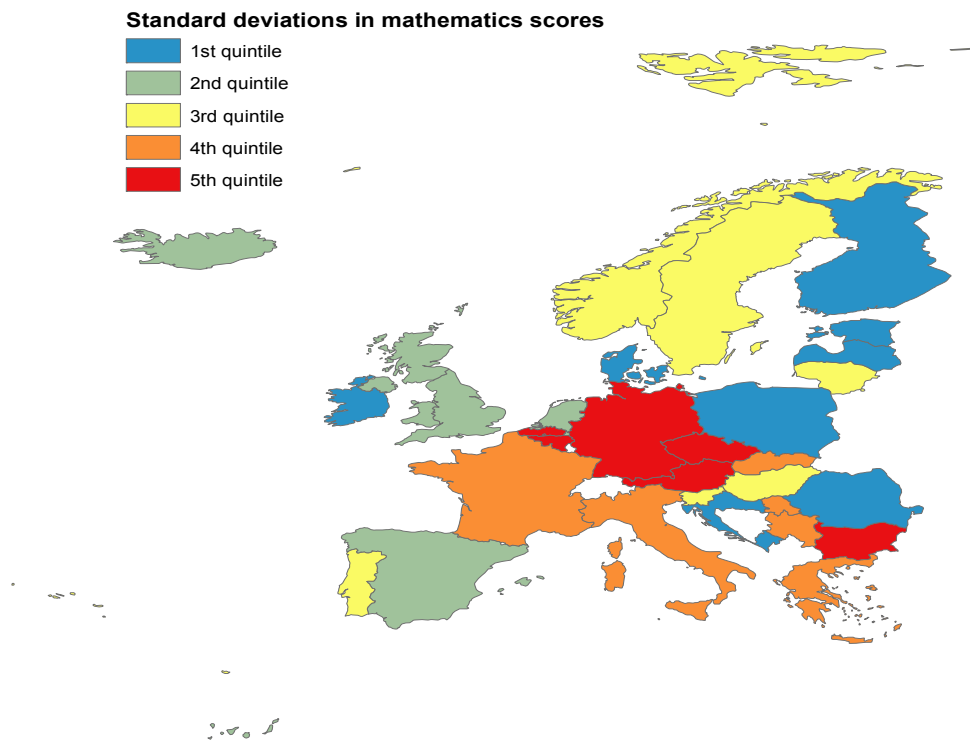 Standard deviations in mathematics scores
1st quintile
2nd quintile
3rd quintile
4th quintile
5th quintile